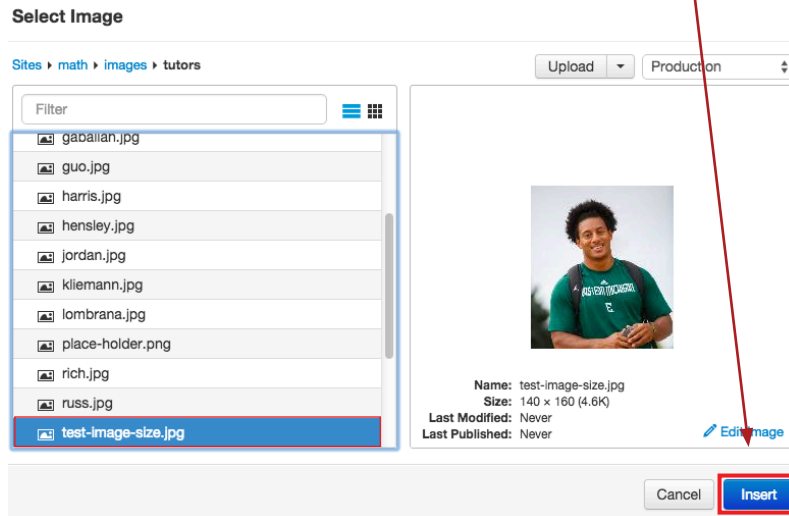 Select Image
Sites ▸ math ▸ images ▸ tutors
Upload
Production
Filter
gaballan.jpg
guo.jpg
harris.jpg
hensley.jpg
jordan.jpg
kliemann.jpg
lombrana.jpg
place-holder.png
rich.jpg
russ.jpg
test-image-size.jpg
EASTERN MICHIGAN
E
Name: test-image-size.jpg
Size: 140 × 160 (4.6K)
Last Modified: Never
Last Published: Never
Edit Image
Cancel
Insert